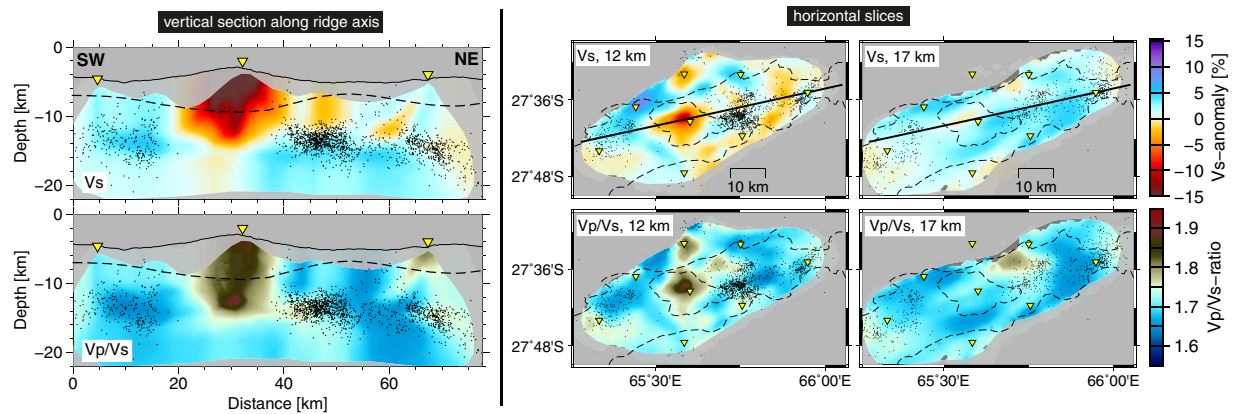 vertical section along ridge axis
horizontal slices
SW
NE
0
−10
−20
Depth [km]
Vs
0
−10
−20
Depth [km]
Vp/Vs
0
20
40
60
Distance [km]
Vs, 12 km
Vs, 17 km
27˚36'S
27˚48'S
10 km
10 km
Vp/Vs, 12 km
Vp/Vs, 17 km
27˚36'S
27˚48'S
65˚30'E
66˚00'E
65˚30'E
66˚00'E
15
10
5
0
−5
−10
−15
Vs−anomaly [%]
1.9
1.8
1.7
1.6
Vp/Vs−ratio